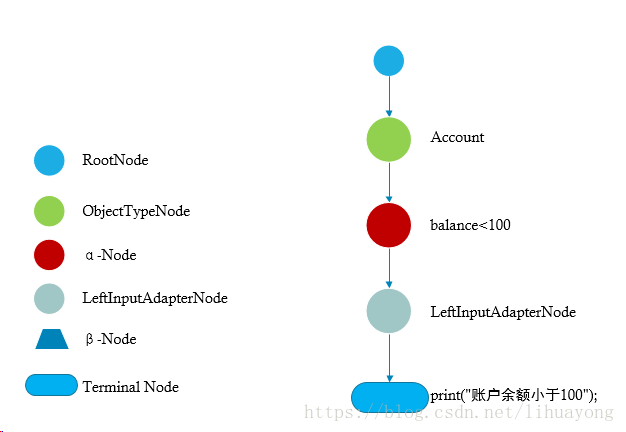 Account
RootNode
ObjectTypeNode
balance<100
α-Node
LeftInputAdapterNode
LeftInputAdapterNode
β-Node
Terminal Node
print("账户余额小于100");
https://blog.csdn.net/lihuayong